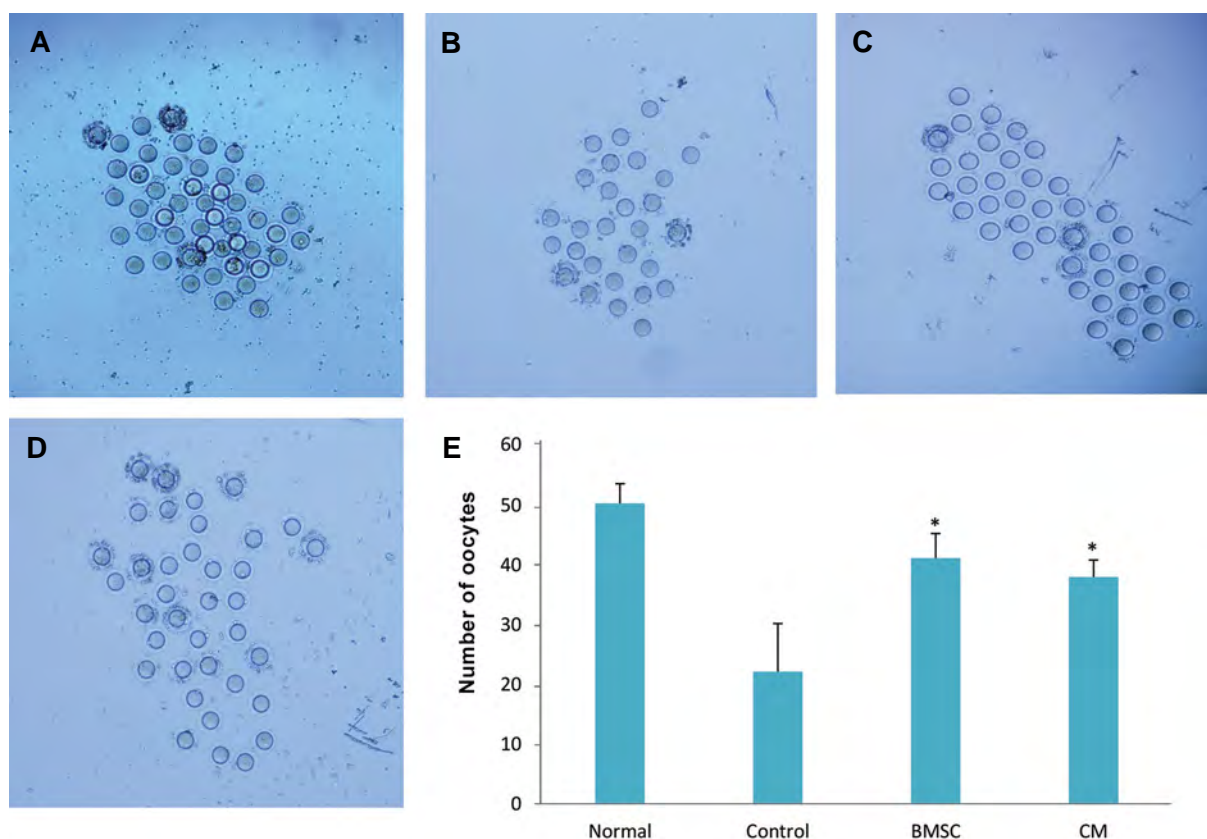 A
B
C
D
E
Number of oocytes
60
50
40
30
20
10
0
*
*
Normal
Control
BMSC
CM